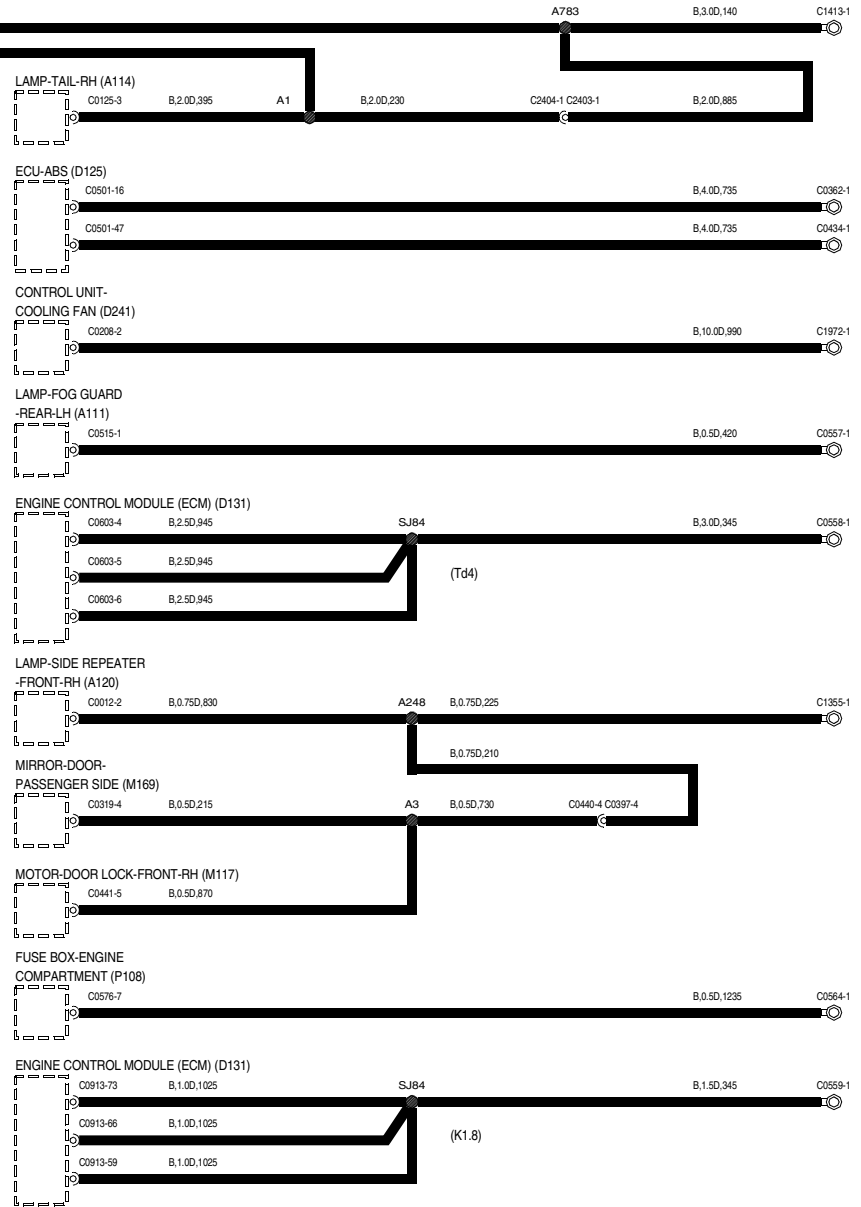 A783 B,3.0D,140 C1413-1
LAMP-TAIL-RH (A114)
C0125-3 B,2.0D,395 A1 B,2.0D,230 C2404-1 C2403-1 B,2.0D,885
ECU-ABS (D125)
C0501-16 B,4.0D,735 C0362-1
C0501-47 B,4.0D,735 C0434-1
CONTROL UNIT-
COOLING FAN (D241)
C0208-2 B,10.0D,990 C1972-1
LAMP-FOG GUARD
-REAR-LH (A111)
C0515-1 B,0.5D,420 C0557-1
ENGINE CONTROL MODULE (ECM) (D131)
C0603-4 B,2.5D,945 SJ84 B,3.0D,345 C0558-1
C0603-5 B,2.5D,945
(Td4)
C0603-6 B,2.5D,945
LAMP-SIDE REPEATER
-FRONT-RH (A120)
C0012-2 B,0.75D,830 A248 B,0.75D,225 C1355-1
B,0.75D,210
MIRROR-DOOR-
PASSENGER SIDE (M169)
C0319-4 B,0.5D,215 A3 B,0.5D,730 C0440-4 C0397-4
MOTOR-DOOR LOCK-FRONT-RH (M117)
C0441-5 B,0.5D,870
FUSE BOX-ENGINE
COMPARTMENT (P108)
C0576-7 B,0.5D,1235 C0564-1
ENGINE CONTROL MODULE (ECM) (D131)
C0913-73 B,1.0D,1025 SJ84 B,1.5D,345 C0559-1
C0913-66 B,1.0D,1025
(K1.8)
C0913-59 B,1.0D,1025